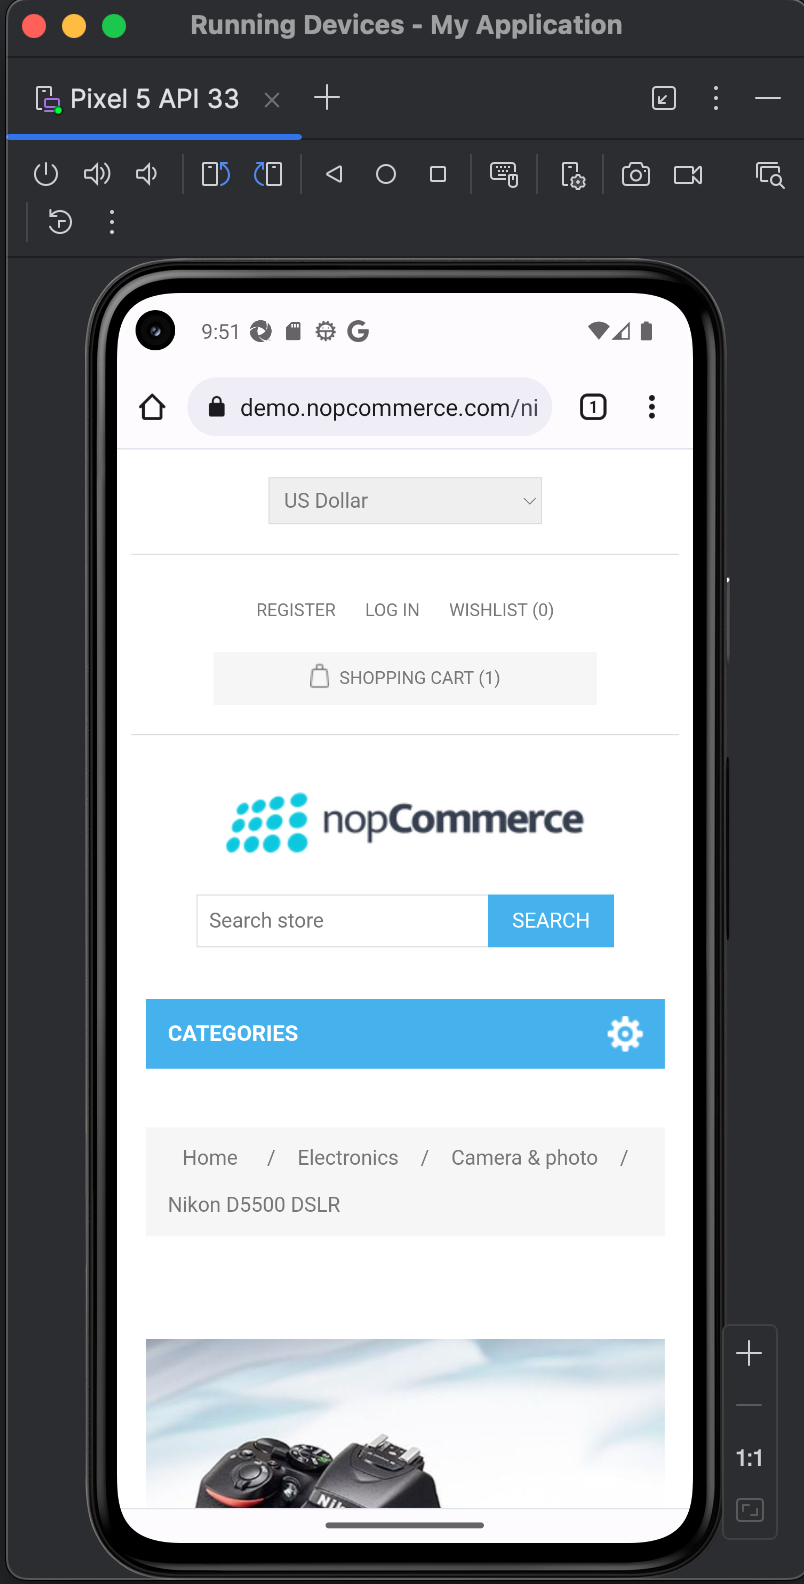 Running Devices - My Application
Pixel 5 API 33
9:51
demo.nopcommerce.com/ni
1
US Dollar
REGISTER LOG IN WISHLIST (0)
SHOPPING CART (1)
nopCommerce
Search store SEARCH
CATEGORIES
Home / Electronics / Camera & photo /
Nikon D5500 DSLR
NIK
1:1